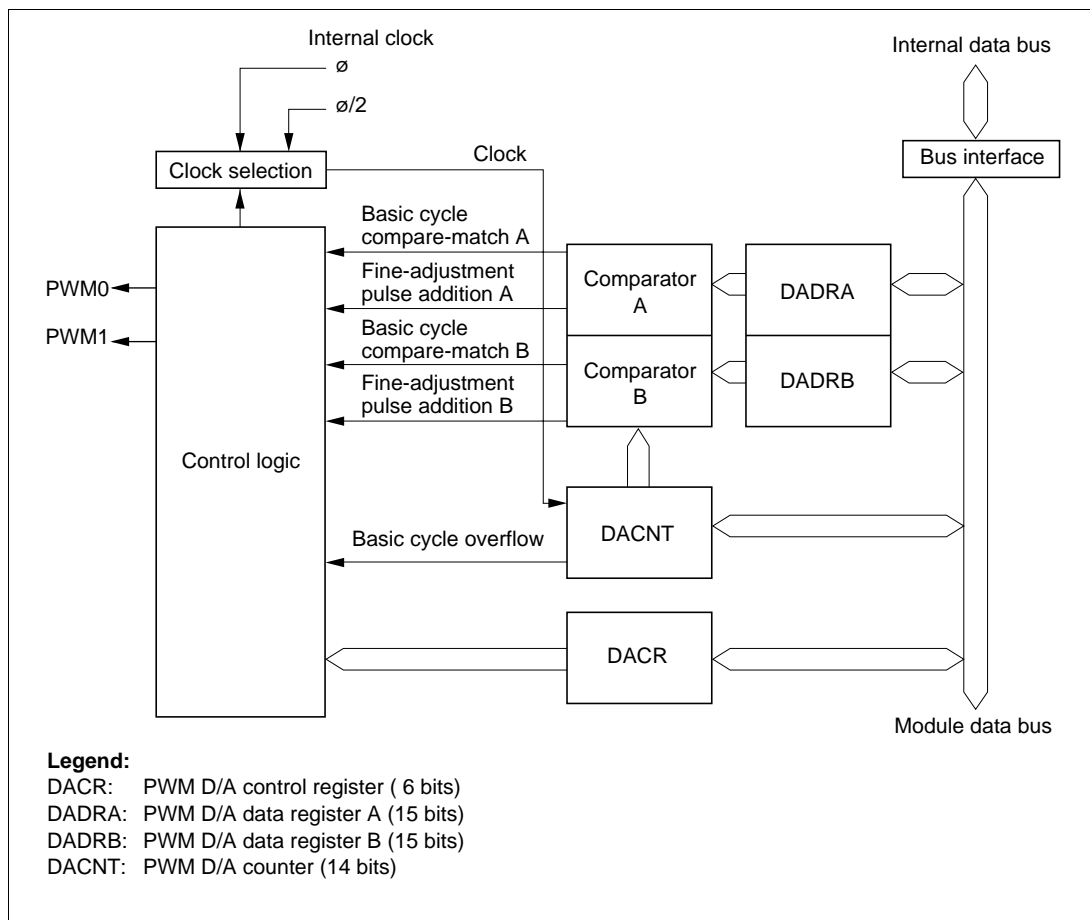 Internal clock
ø
ø/2
Internal data bus
Clock selection
Clock
Bus interface
Basic cycle
compare-match A
Fine-adjustment
pulse addition A
Basic cycle
compare-match B
Fine-adjustment
pulse addition B
PWM0
PWM1
Comparator
A
DADRA
Comparator
B
DADRB
Control logic
DACNT
Basic cycle overflow
DACR
Module data bus
Legend:
DACR: PWM D/A control register ( 6 bits)
DADRA: PWM D/A data register A (15 bits)
DADRB: PWM D/A data register B (15 bits)
DACNT: PWM D/A counter (14 bits)